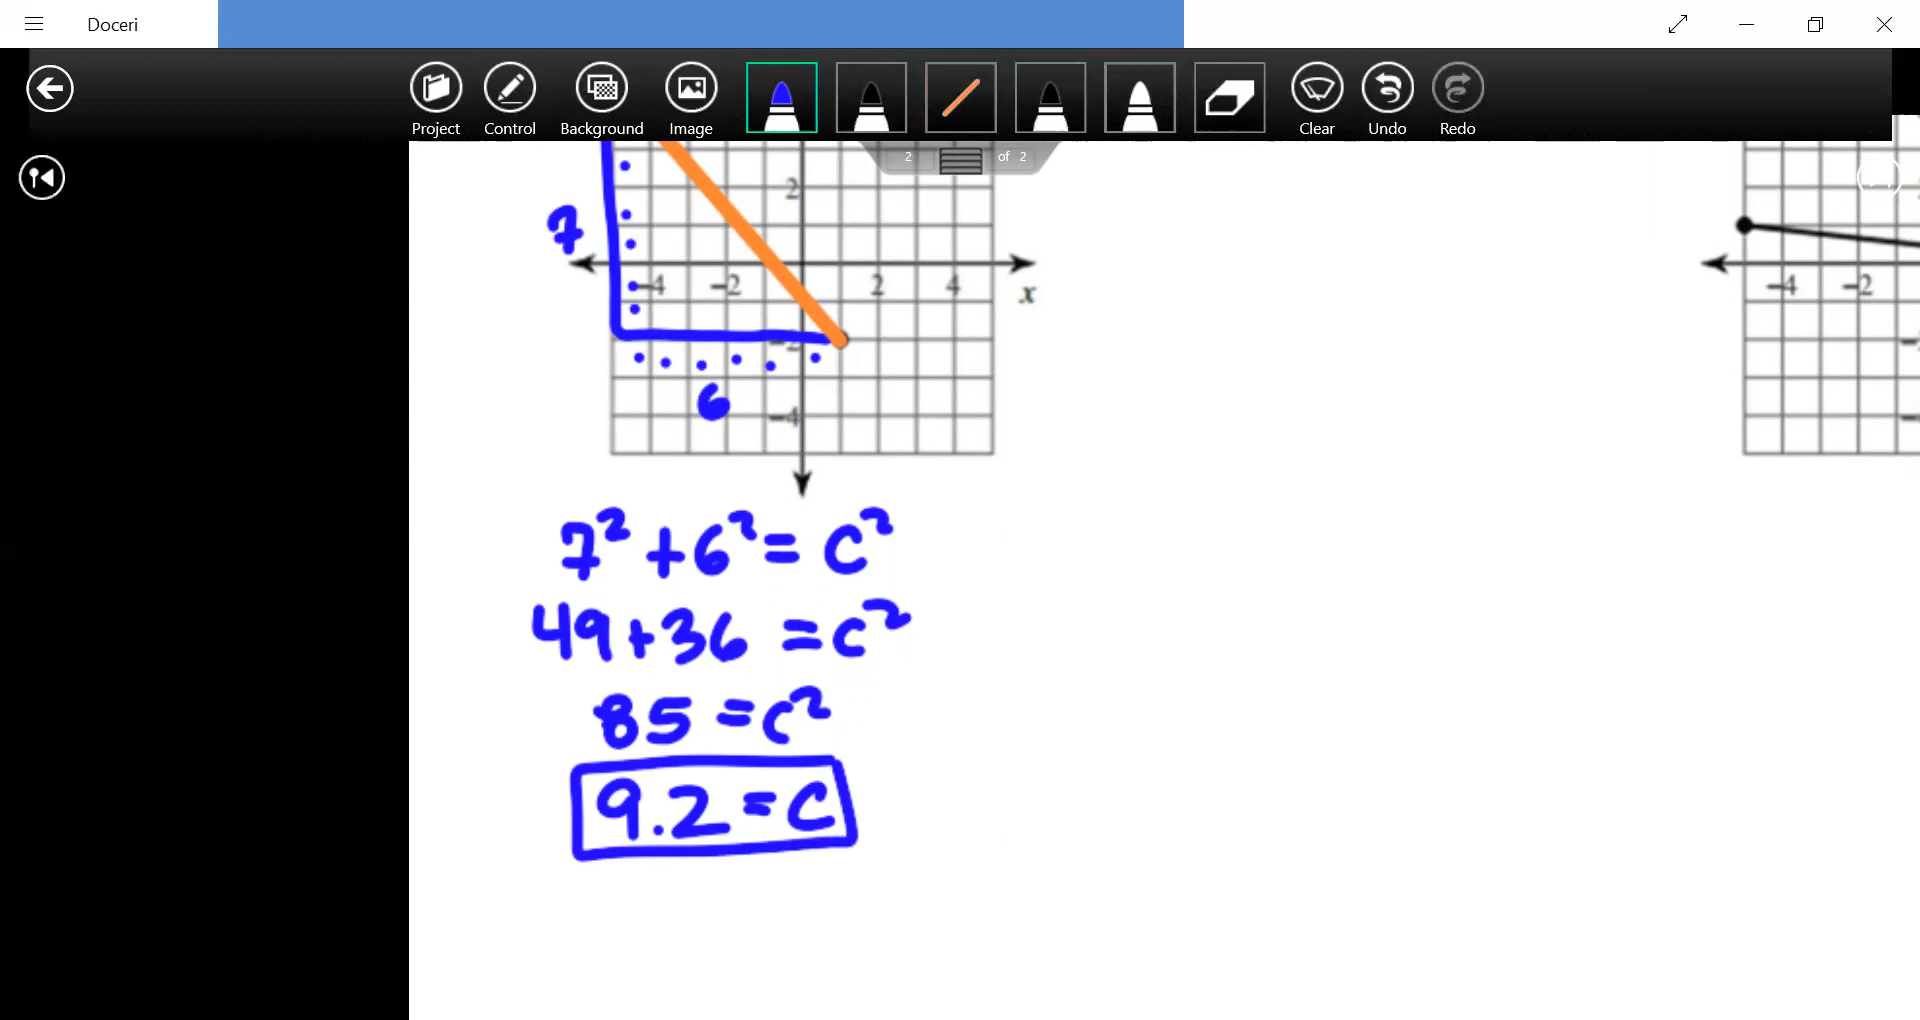 Doceri
Project Control Background Image Clear Undo Redo
2 of 2
2
7
-4 -2 2 4 x
-4 -2
-2
6
-4
7² + 6² = C²
49 + 36 = C²
85 = C²
9.2 = C